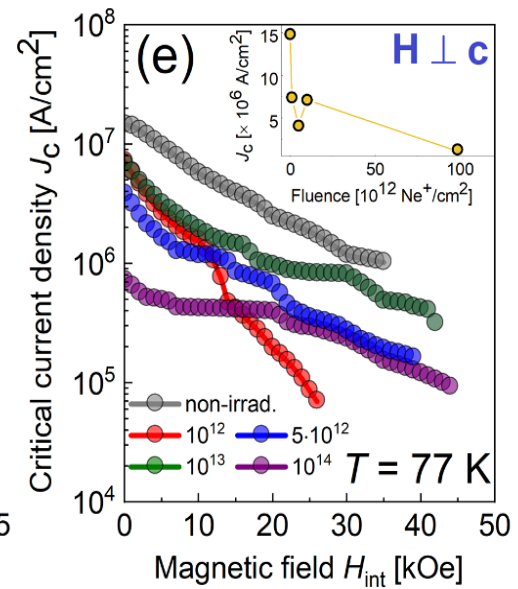 (e)
H ⊥ c
J_c [× 10^6 A/cm^2]
15
10
5
0
50
100
Fluence [10^12 Ne^+/cm^2]
Critical current density J_c [A/cm^2]
10^8
10^7
10^6
10^5
10^4
non-irrad.
10^12
5·10^12
10^13
10^14
T = 77 K
5
0
10
20
30
40
50
Magnetic field H_int [kOe]